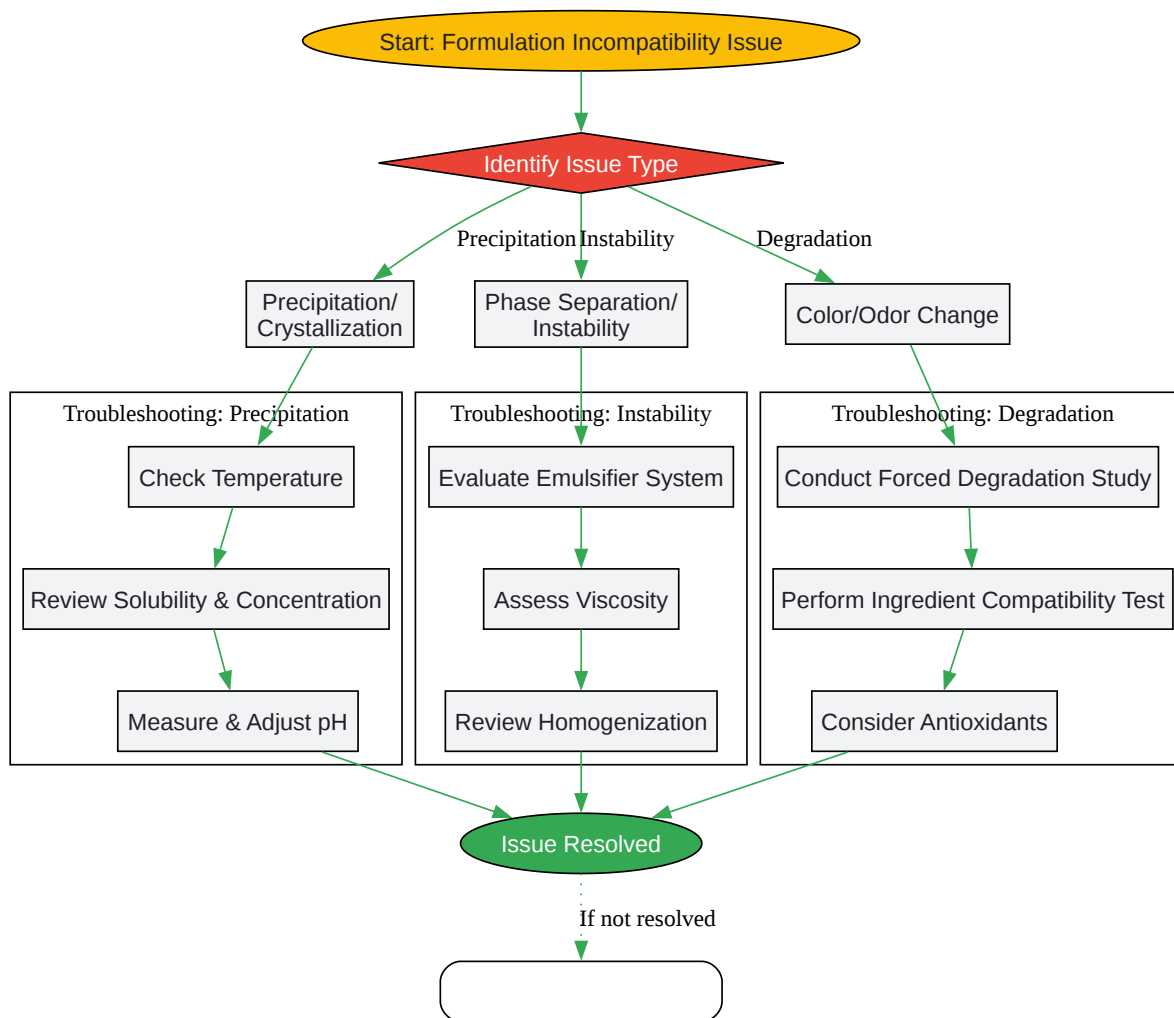 Start: Formulation Incompatibility Issue
Identify Issue Type
Precipitation
Instability
Degradation
Precipitation/
Crystallization
Phase Separation/
Instability
Color/Odor Change
Troubleshooting: Precipitation
Troubleshooting: Instability
Troubleshooting: Degradation
Check Temperature
Evaluate Emulsifier System
Conduct Forced Degradation Study
Review Solubility & Concentration
Assess Viscosity
Perform Ingredient Compatibility Test
Measure & Adjust pH
Review Homogenization
Consider Antioxidants
Issue Resolved
If not resolved